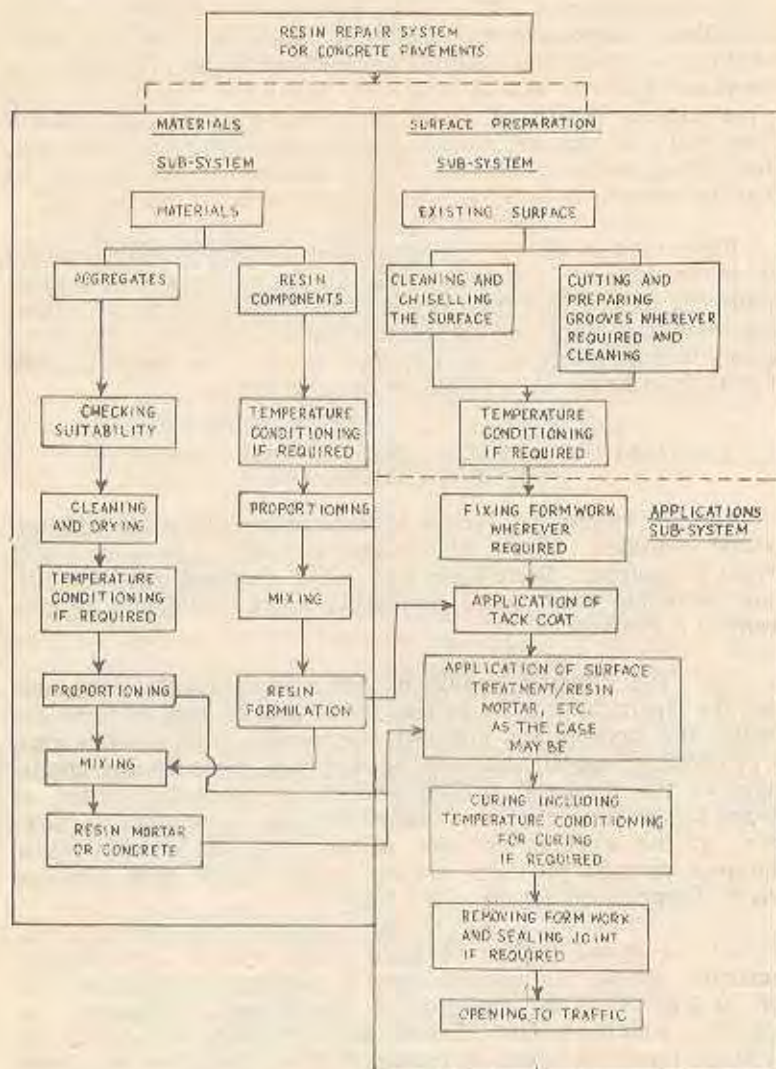 RESIN REPAIR SYSTEM
FOR CONCRETE PAVEMENTS
MATERIALS
SUB-SYSTEM
MATERIALS
AGGREGATES
RESIN
COMPONENTS
CHECKING
SUITABILITY
TEMPERATURE
CONDITIONING
IF REQUIRED
CLEANING
AND DRYING
PROPORTIONING
TEMPERATURE
CONDITIONING
IF REQUIRED
MIXING
PROPORTIONING
RESIN
FORMULATION
MIXING
RESIN MORTAR
OR CONCRETE
SURFACE PREPARATION
SUB-SYSTEM
EXISTING SURFACE
CLEANING AND
CHISELLING
THE SURFACE
CUTTING AND
PREPARING
GROOVES WHEREVER
REQUIRED AND
CLEANING
TEMPERATURE
CONDITIONING
IF REQUIRED
APPLICATIONS
SUB-SYSTEM
FIXING FORMWORK
WHEREVER
REQUIRED
APPLICATION OF
TACK COAT
APPLICATION OF SURFACE
TREATMENT/RESIN
MORTAR, ETC.
AS THE CASE
MAY BE
CURING INCLUDING
TEMPERATURE CONDITIONING
FOR CURING
IF REQUIRED
REMOVING FORM WORK
AND SEALING JOINT
IF REQUIRED
OPENING TO TRAFFIC